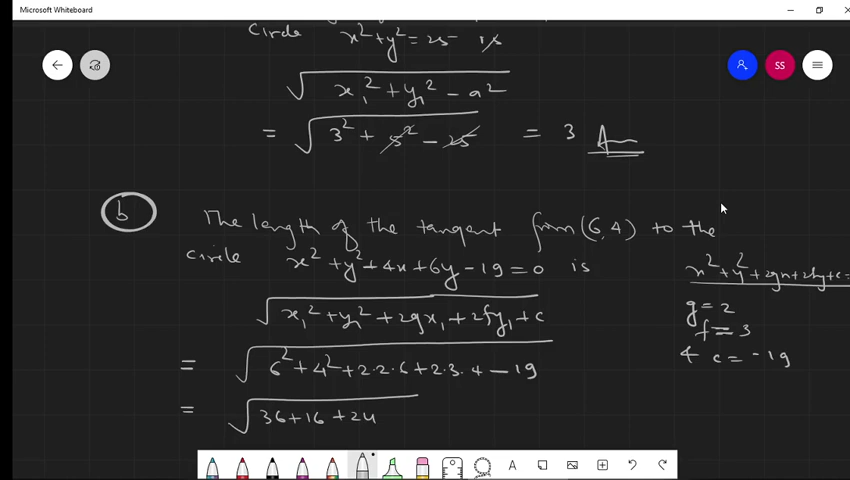 Microsoft Whiteboard
Circle x² + y² = 25 is
SS
√(x₁² + y₁² - a²)
= √(3² + 5² - 25) = 3 Ans
b The length of the tangent from (6,4) to the
circle x² + y² + 4x + 6y - 19 = 0 is
x² + y² + 2gx + 2fy + c =
√(x₁² + y₁² + 2gx₁ + 2fy₁ + c)
g = 2
f = 3
= √(6² + 4² + 2·2·6 + 2·3·4 - 19
& c = -19
= √(36 + 16 + 24
A